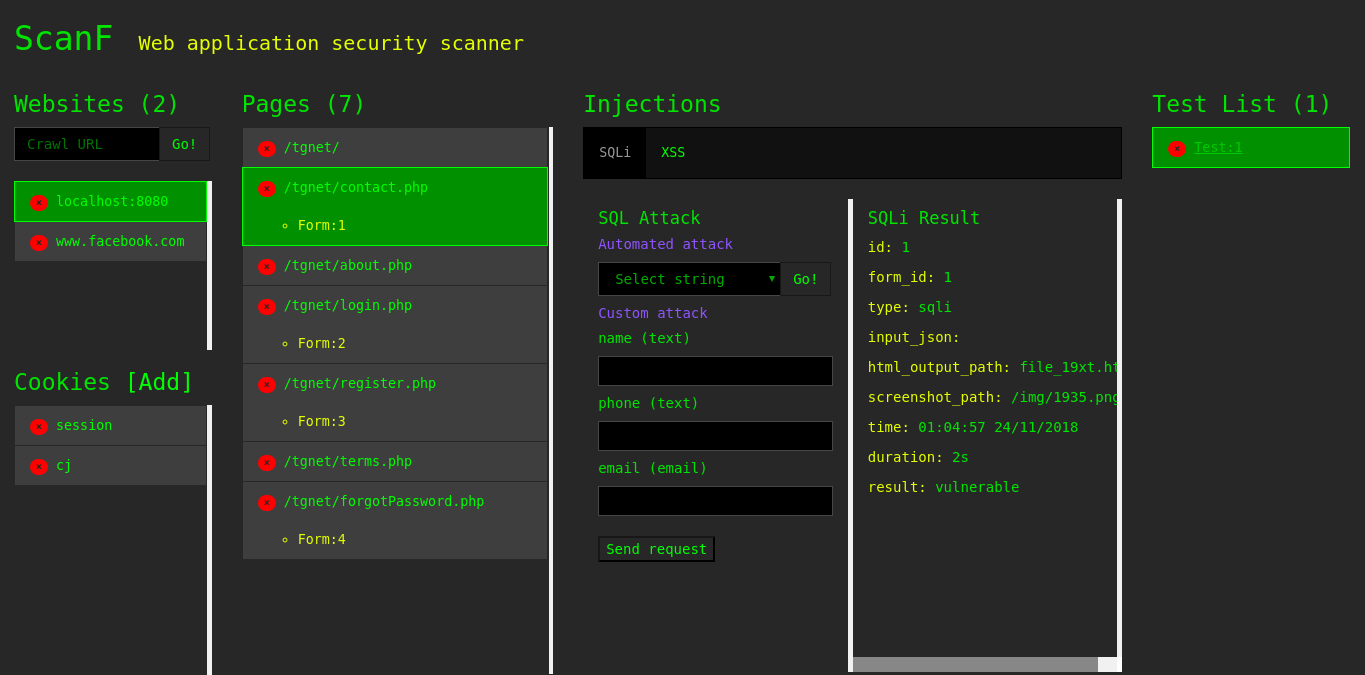 ScanF Web application security scanner
Websites (2)
Crawl URL Go!
localhost:8080
www.facebook.com
Cookies [Add]
session
cj
Pages (7)
/tgnet/
/tgnet/contact.php
Form:1
/tgnet/about.php
/tgnet/login.php
Form:2
/tgnet/register.php
Form:3
/tgnet/terms.php
/tgnet/forgotPassword.php
Form:4
Injections
SQLi XSS
SQL Attack
Automated attack
Select string Go!
Custom attack
name (text)
phone (text)
email (email)
Send request
SQLi Result
id: 1
form_id: 1
type: sqli
input_json:
html_output_path: file_19xt.ht
screenshot_path: /img/1935.png
time: 01:04:57 24/11/2018
duration: 2s
result: vulnerable
Test List (1)
Test:1